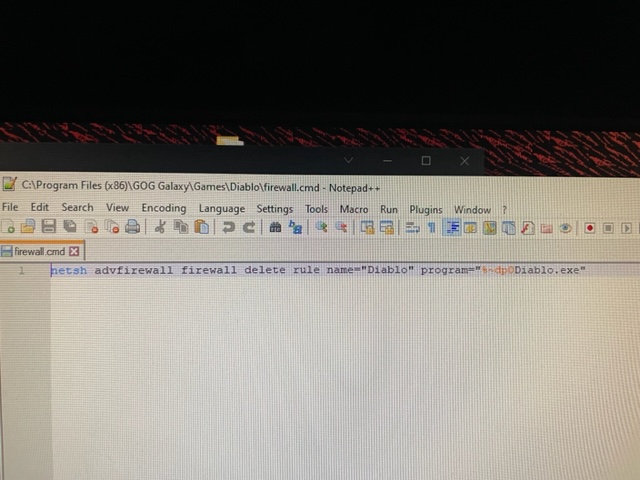 C:\Program Files (x86)\GOG Galaxy\Games\Diablo\firewall.cmd - Notepad++
File Edit Search View Encoding Language Settings Tools Macro Run Plugins Window ?
firewall.cmd
1 netsh advfirewall firewall delete rule name="Diablo" program="%~dp0Diablo.exe"